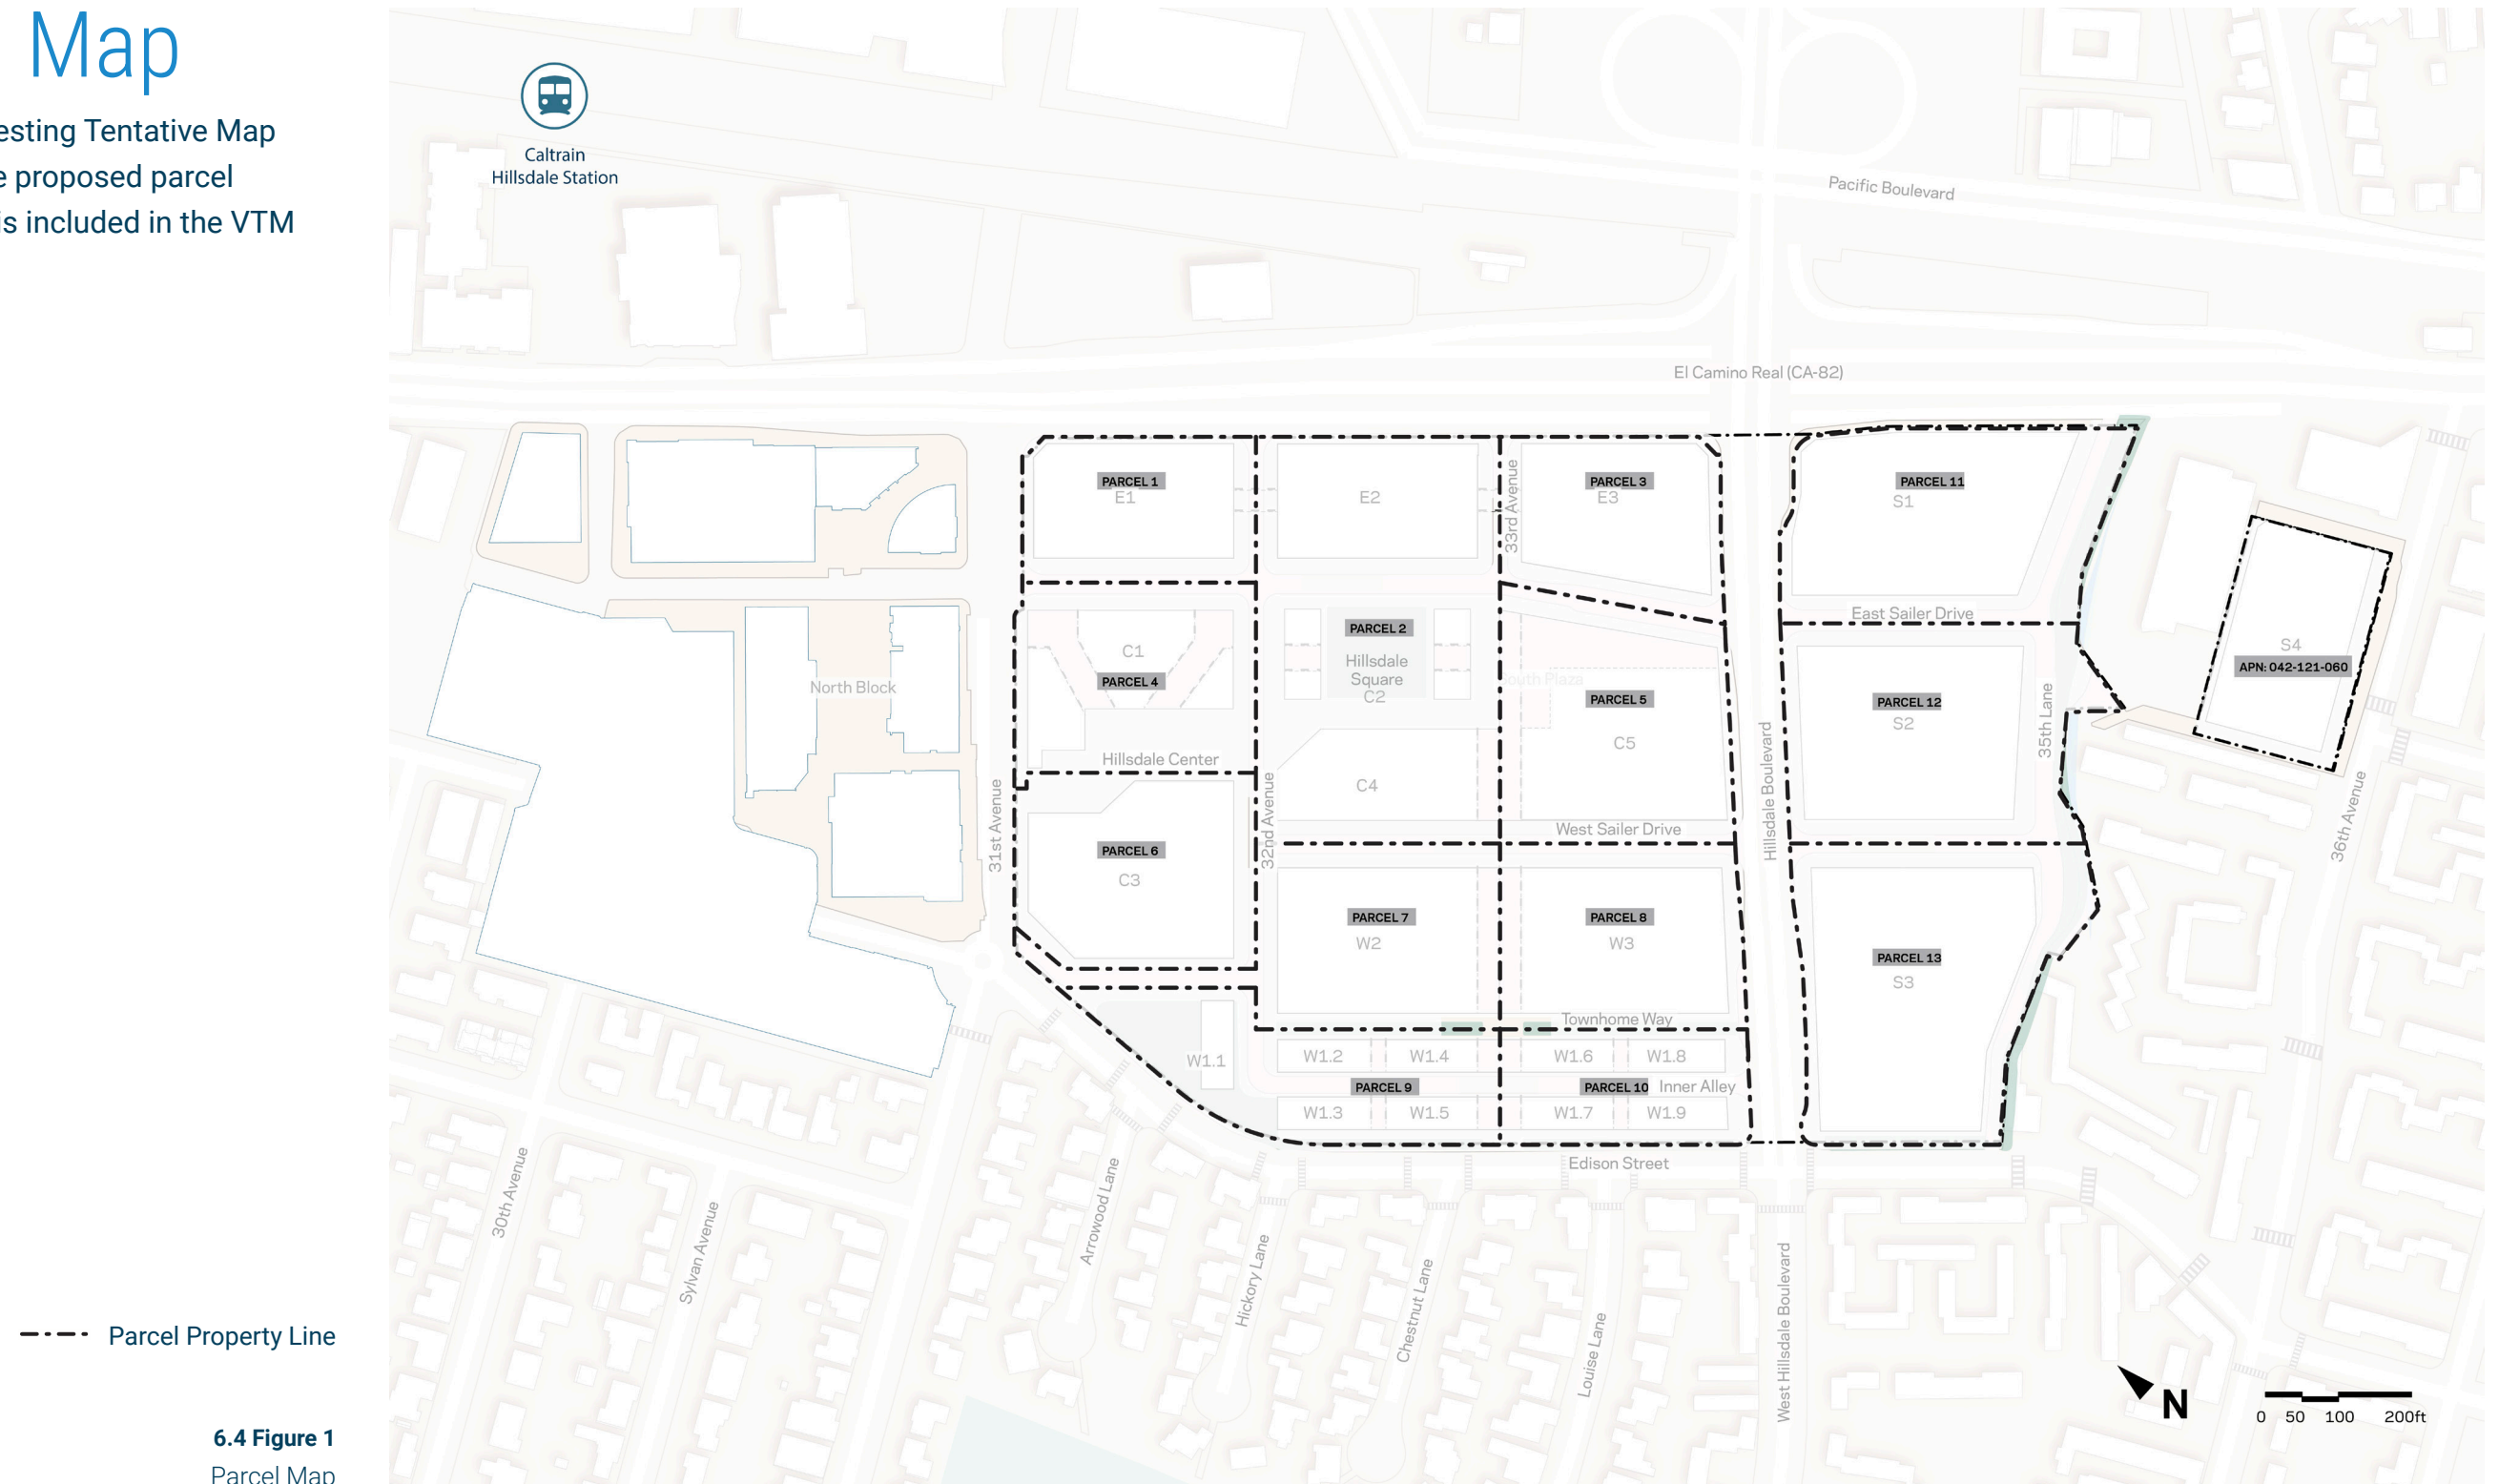 Map
esting Tentative Map
e proposed parcel
is included in the VTM
Caltrain
Hillsdale Station
Pacific Boulevard
El Camino Real (CA-82)
PARCEL 1
E1
E2
33rd Avenue
PARCEL 3
E3
PARCEL 11
S1
East Sailer Drive
PARCEL 2
Hillsdale
Square
C2
C1
PARCEL 4
South Plaza
PARCEL 5
C5
PARCEL 12
S2
35th Lane
S4
APN: 042-121-060
North Block
Hillsdale Center
C4
31st Avenue
32nd Avenue
West Sailer Drive
Hillsdale Boulevard
36th Avenue
PARCEL 6
C3
PARCEL 7
W2
PARCEL 8
W3
PARCEL 13
S3
Townhome Way
W1.1
W1.2
W1.4
W1.6
W1.8
PARCEL 9
PARCEL 10
Inner Alley
W1.3
W1.5
W1.7
W1.9
Edison Street
30th Avenue
Sylvan Avenue
Arrowood Lane
Hickory Lane
Chestnut Lane
Louise Lane
West Hillsdale Boulevard
N
0 50 100 200ft
Parcel Property Line
6.4 Figure 1
Parcel Map